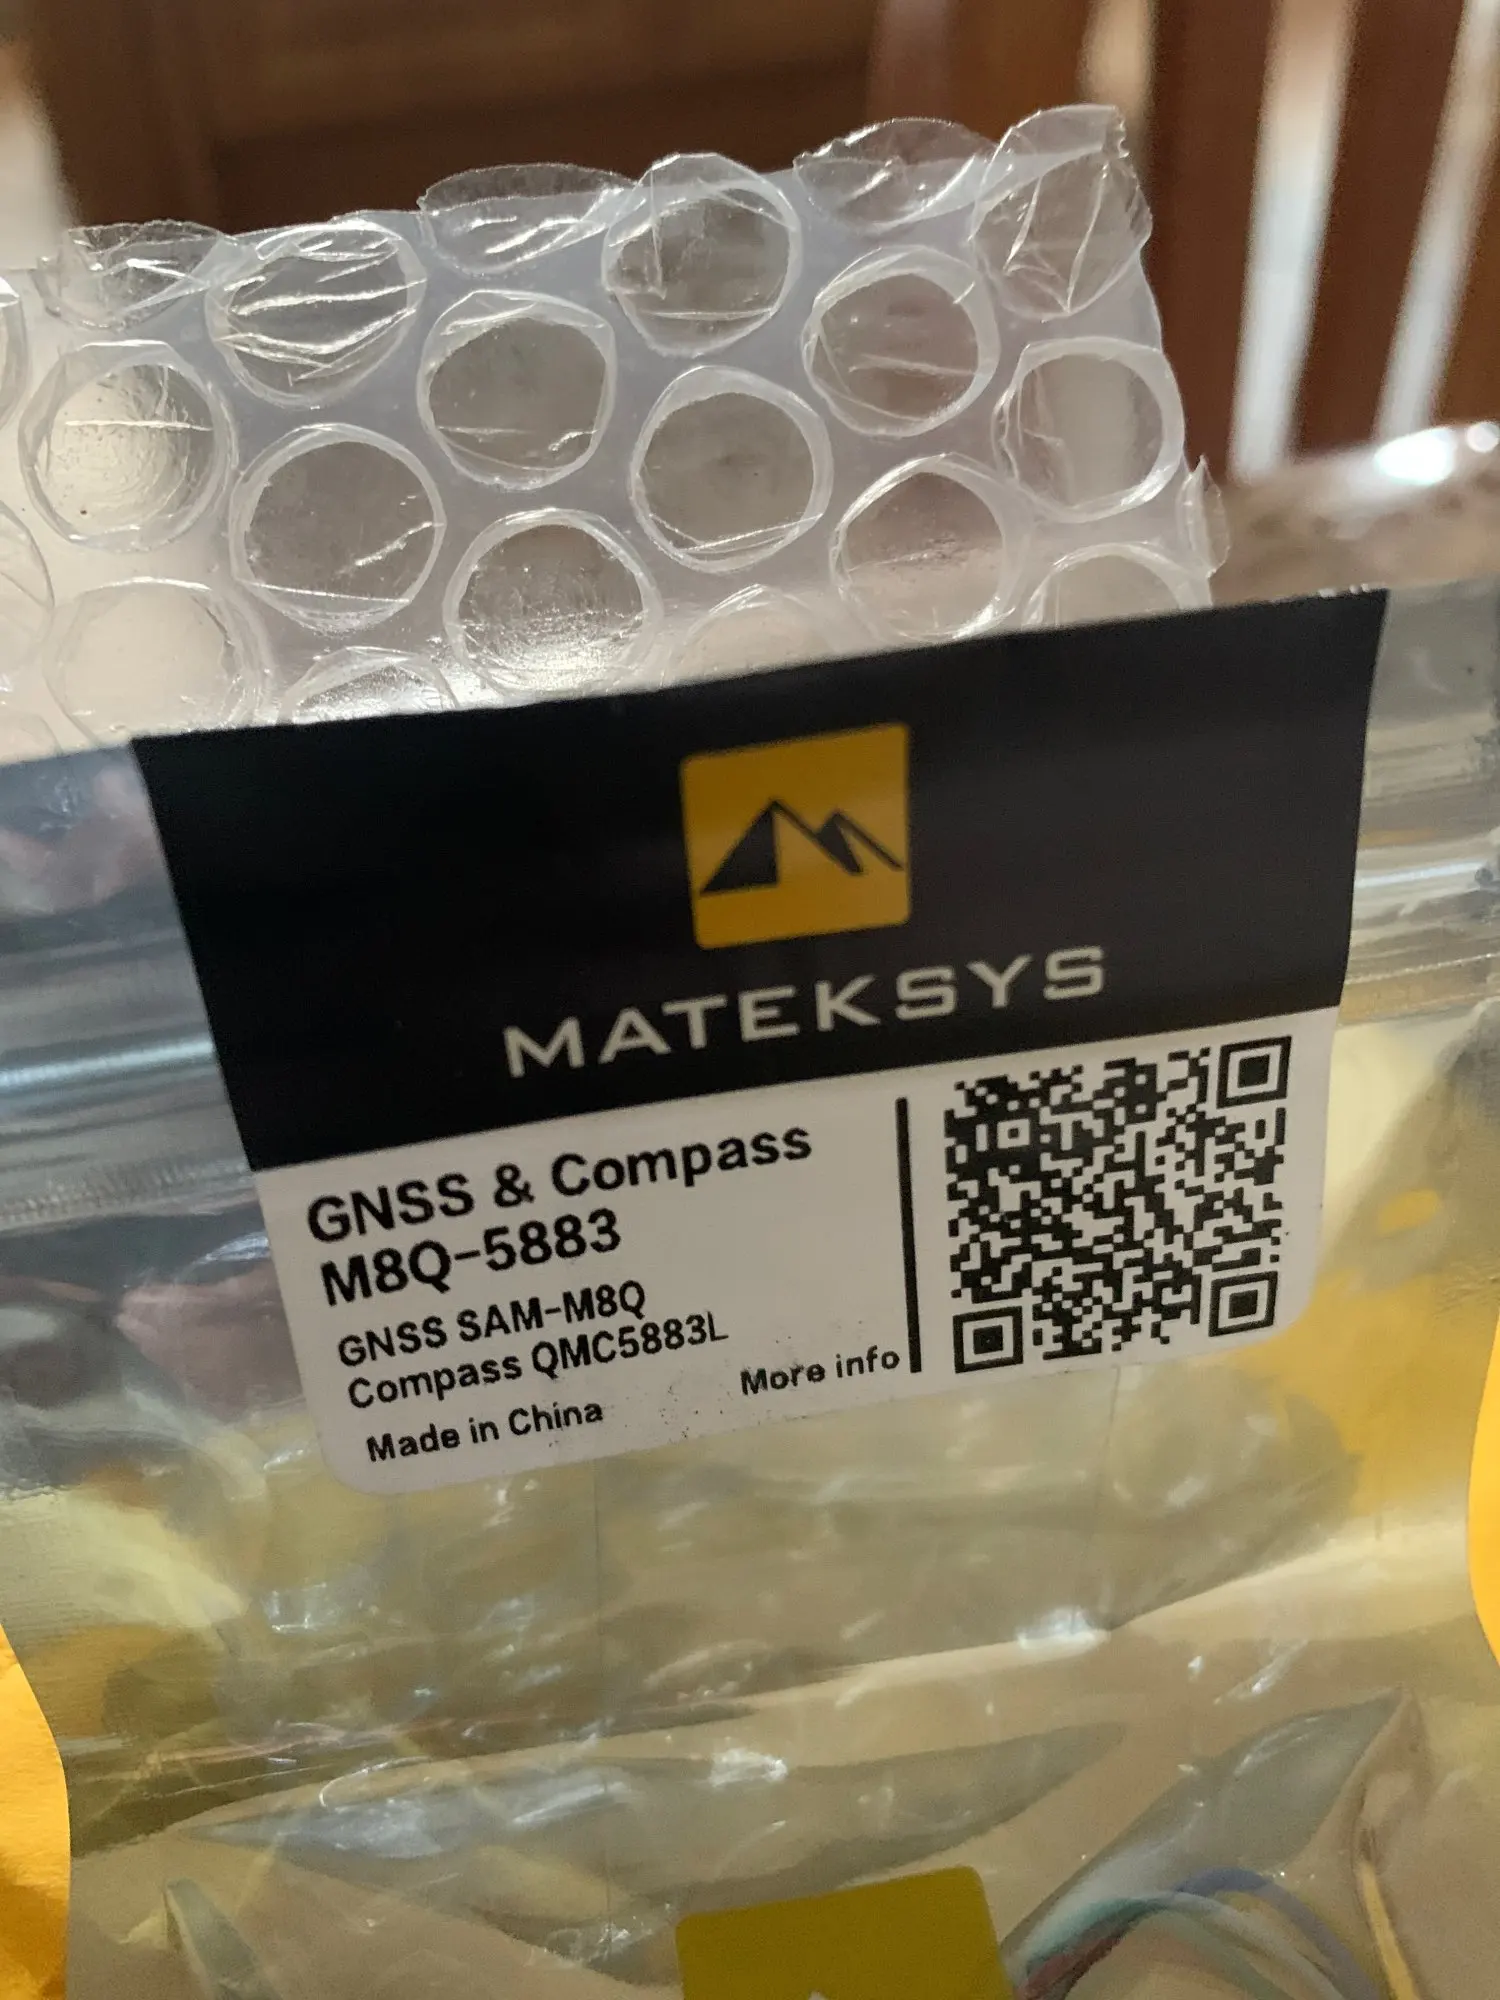 MATEKSYS
GNSS & Compass
M8Q-5883
GNSS SAM-M8Q
Compass QMC5883L
Made in China
More info